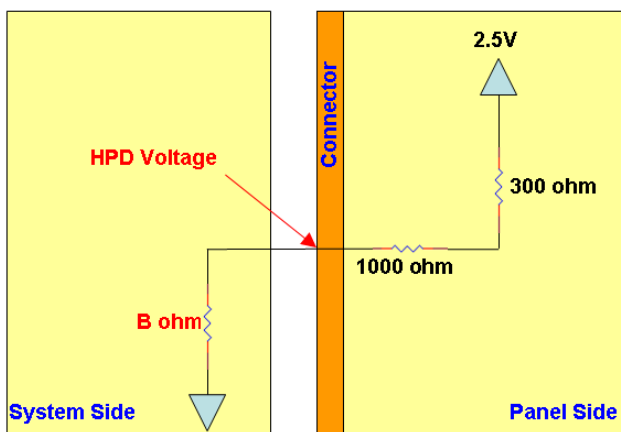 2.5V
Connector
HPD Voltage
300 ohm
1000 ohm
B ohm
System Side
Panel Side